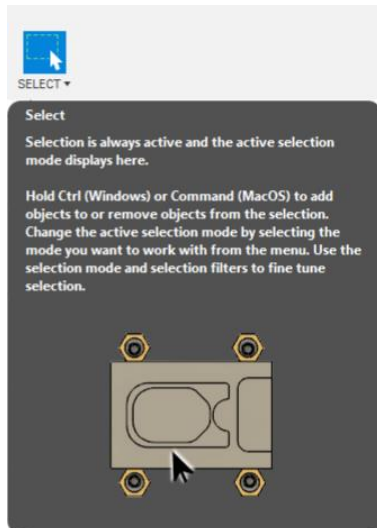 SELECT ▾
Select
Selection is always active and the active selection
mode displays here.
Hold Ctrl (Windows) or Command (MacOS) to add
objects to or remove objects from the selection.
Change the active selection mode by selecting the
mode you want to work with from the menu. Use the
selection mode and selection filters to fine tune
selection.